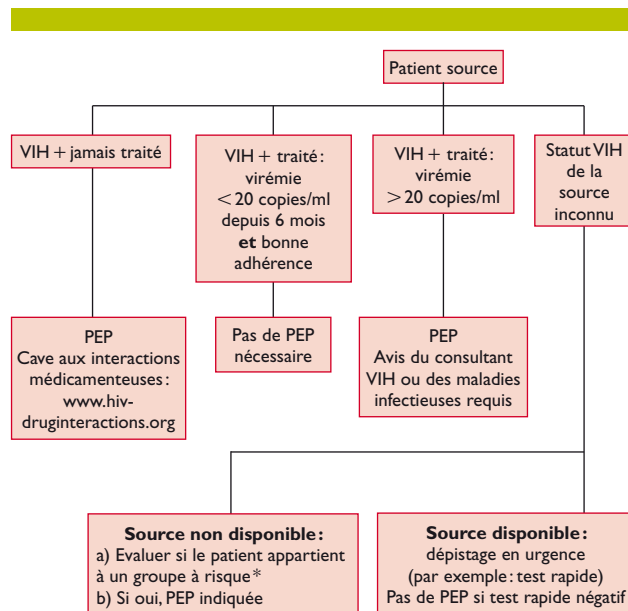 Patient source
VIH + jamais traité
VIH + traité :
virémie
< 20 copies/ml
depuis 6 mois
et bonne
adhérence
VIH + traité :
virémie
> 20 copies/ml
Statut VIH
de la
source
inconnu
PEP
Cave aux interactions
médicamenteuses :
www.hiv-
druginteractions.org
Pas de PEP
nécessaire
PEP
Avis du consultant
VIH ou des maladies
infectieuses requis
Source non disponible :
a) Evaluer si le patient appartient
à un groupe à risque*
b) Si oui, PEP indiquée
Source disponible :
dépistage en urgence
(par exemple : test rapide)
Pas de PEP si test rapide négatif